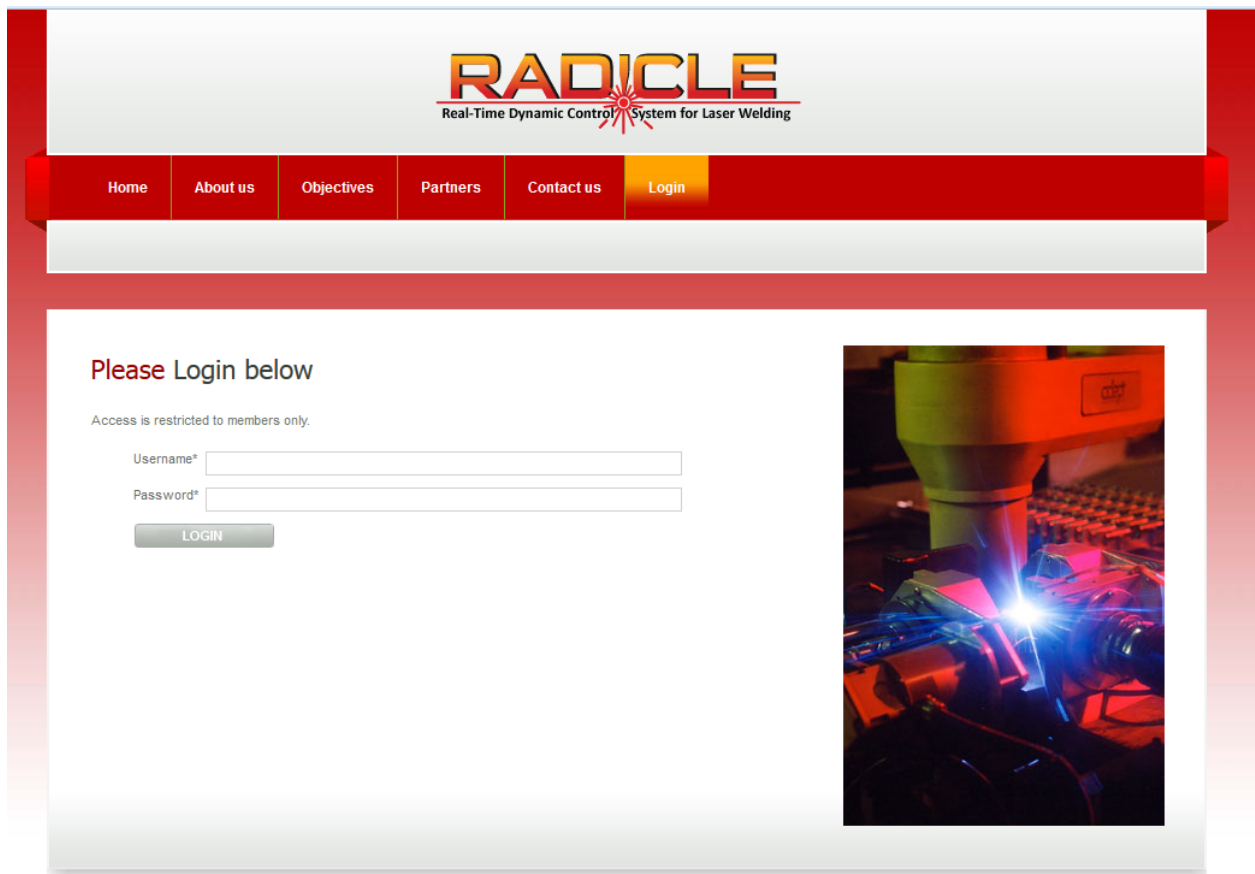 RADICLE
Real-Time Dynamic Control System for Laser Welding
Home About us Objectives Partners Contact us Login
Please Login below
Access is restricted to members only.
Username*
Password*
LOGIN
adept